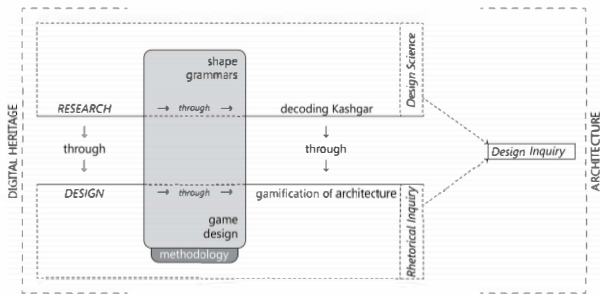 shape
grammars
Design Science
RESEARCH → through → decoding Kashgar
DIGITAL HERITAGE
↓ ↓
through through
↓ ↓
Design Inquiry
ARCHITECTURE
DESIGN → through → gamification of architecture
Rhetorical Inquiry
game
design
methodology